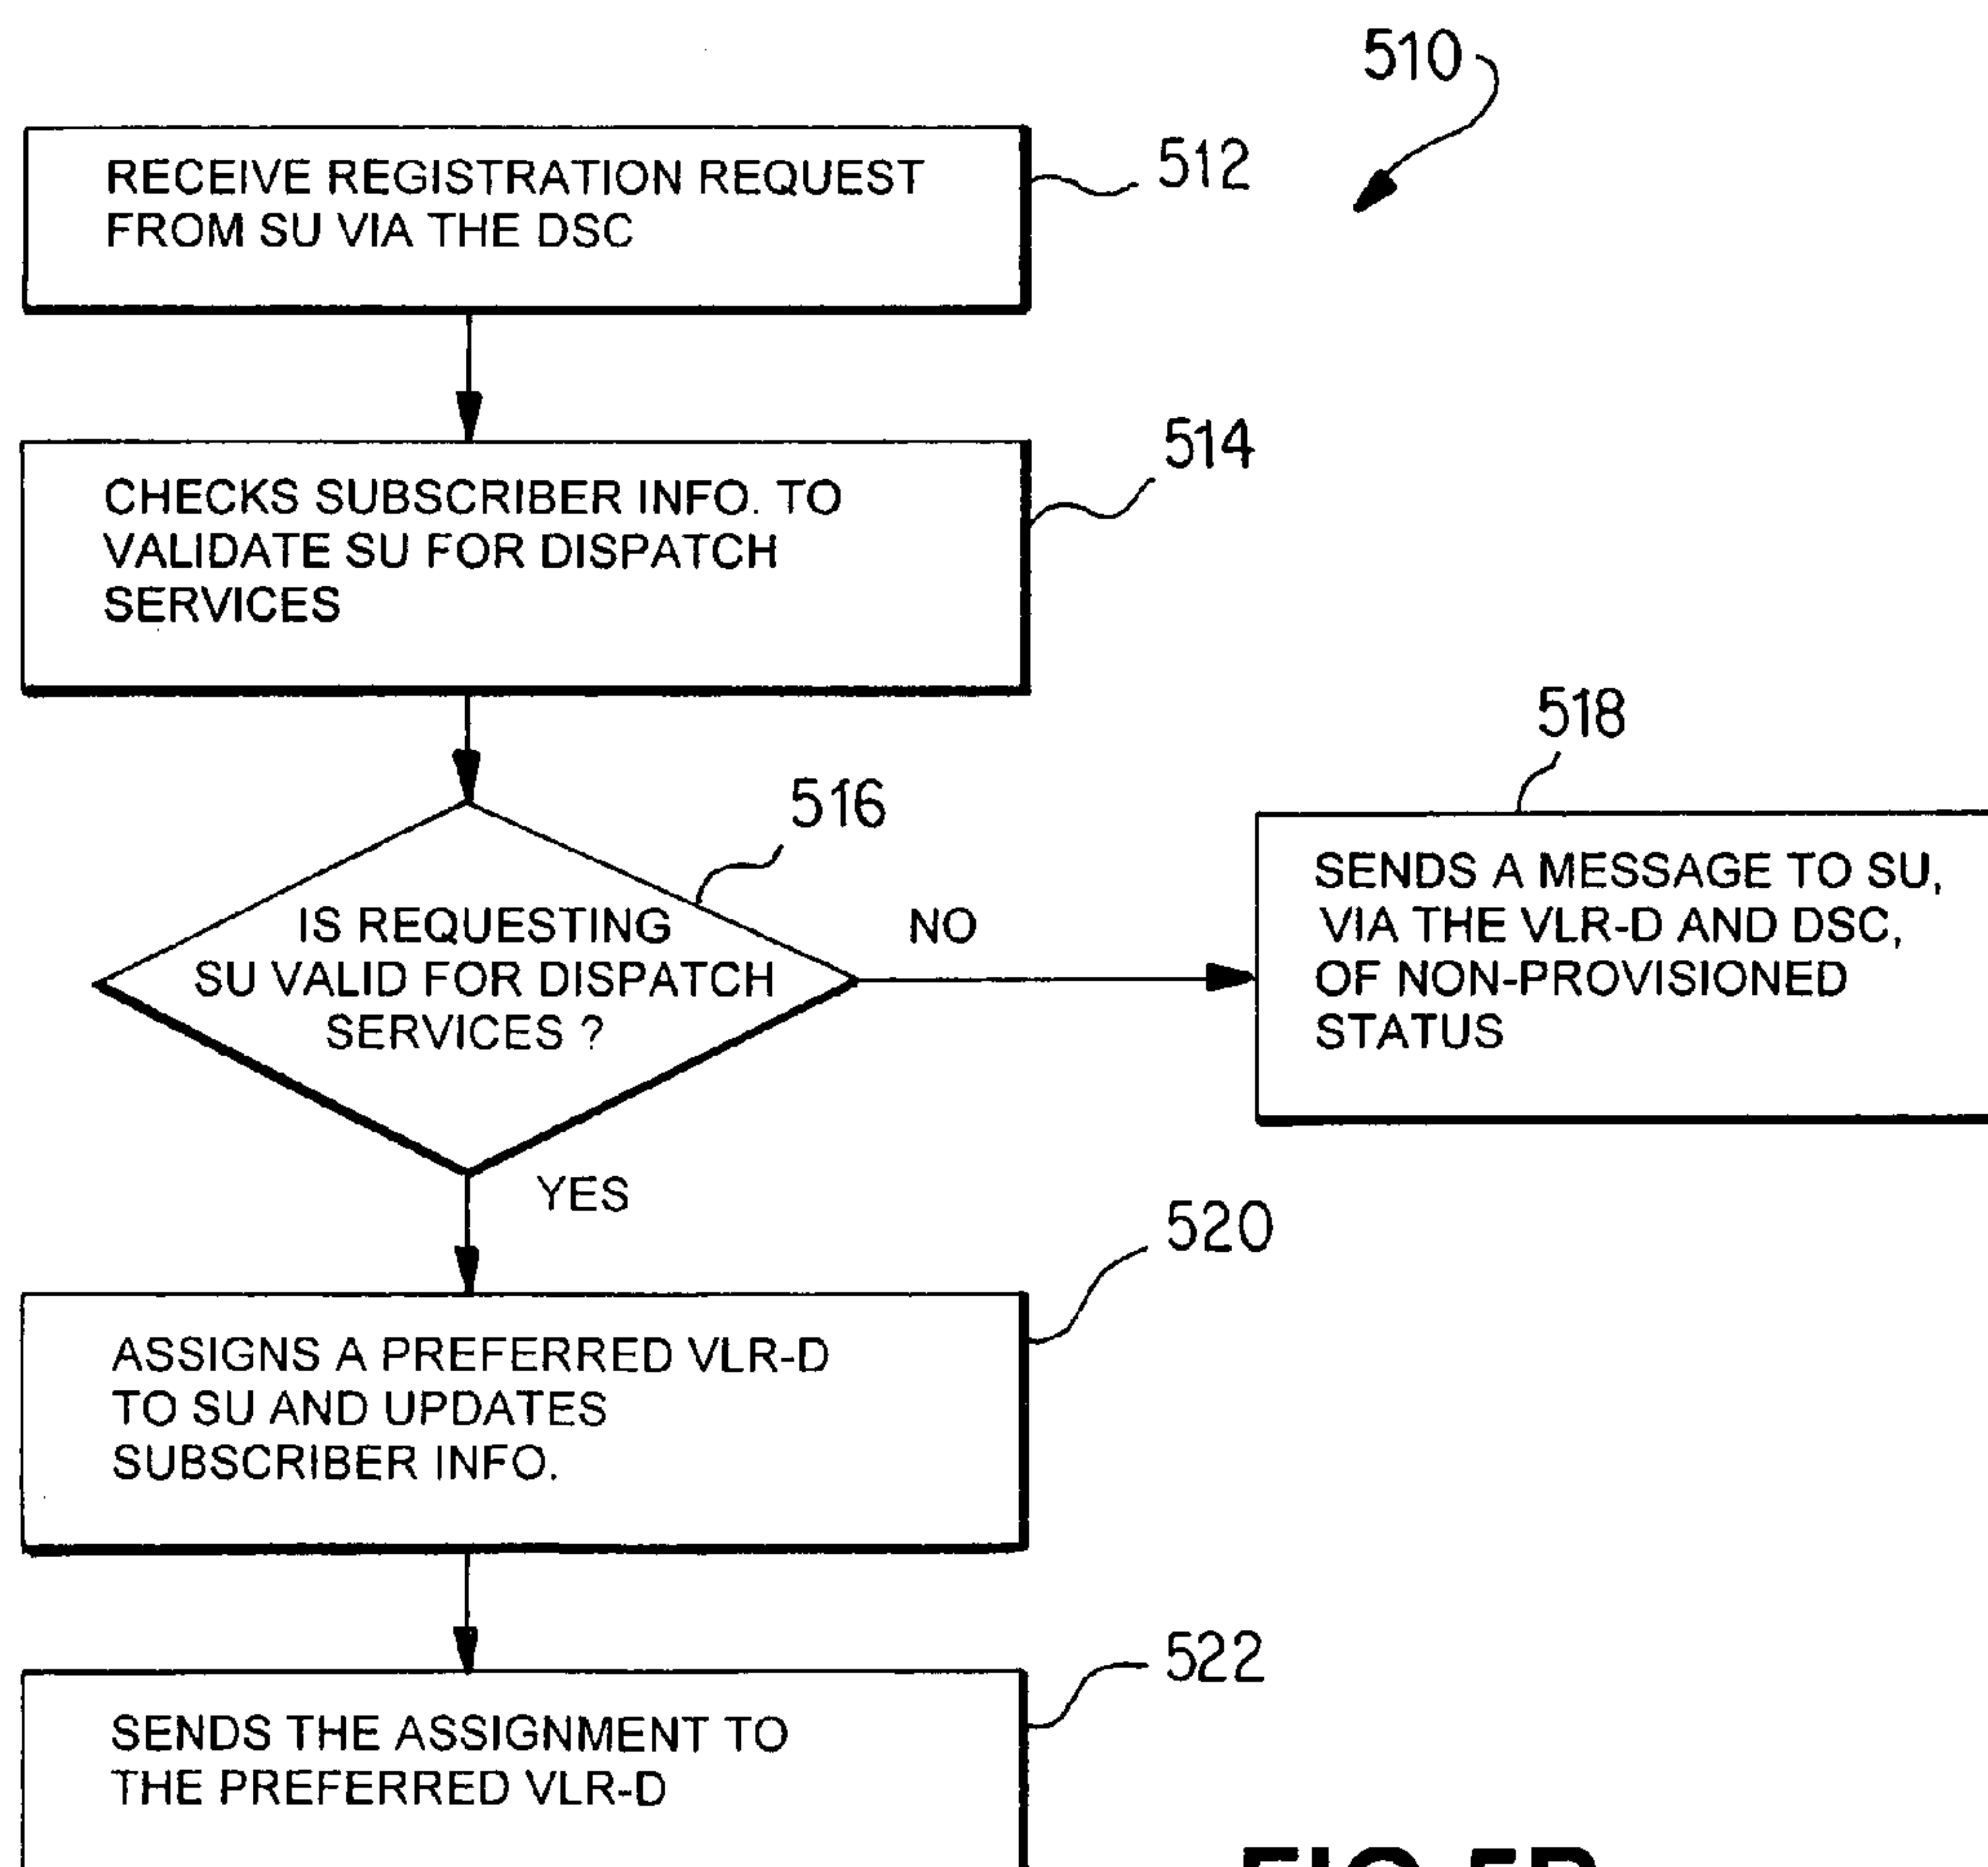 510
RECEIVE REGISTRATION REQUEST
FROM SU VIA THE DSC
512
CHECKS SUBSCRIBER INFO. TO
VALIDATE SU FOR DISPATCH
SERVICES
514
516
IS REQUESTING
SU VALID FOR DISPATCH
SERVICES ?
NO
YES
518
SENDS A MESSAGE TO SU,
VIA THE VLR-D AND DSC,
OF NON-PROVISIONED
STATUS
520
ASSIGNS A PREFERRED VLR-D
TO SU AND UPDATES
SUBSCRIBER INFO.
522
SENDS THE ASSIGNMENT TO
THE PREFERRED VLR-D